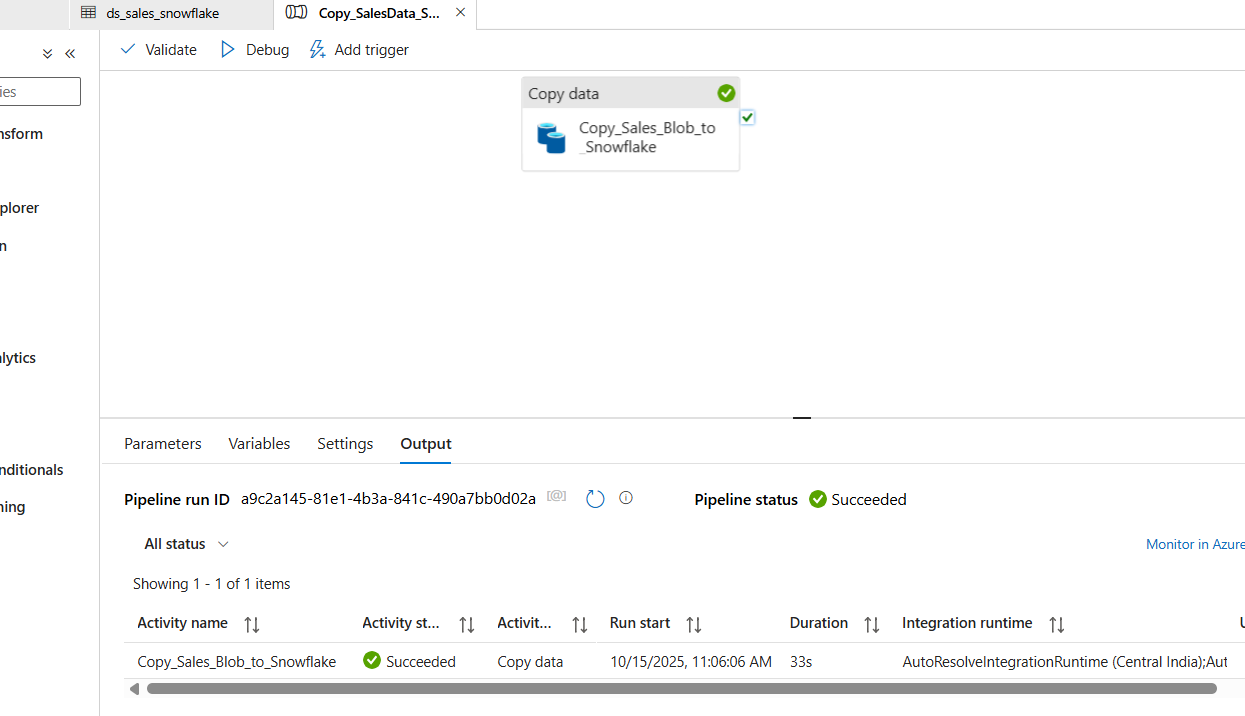 ds_sales_snowflake
Copy_SalesData_S...
Validate
Debug
Add trigger
ies
nsform
plorer
n
lytics
nditionals
ning
Copy data
Copy_Sales_Blob_to
_Snowflake
Parameters
Variables
Settings
Output
Pipeline run ID a9c2a145-81e1-4b3a-841c-490a7bb0d02a [@]
Pipeline status Succeeded
All status
Monitor in Azure
Showing 1 - 1 of 1 items
Activity name Activity st... Activit... Run start Duration Integration runtime
Copy_Sales_Blob_to_Snowflake Succeeded Copy data 10/15/2025, 11:06:06 AM 33s AutoResolveIntegrationRuntime (Central India);Aut